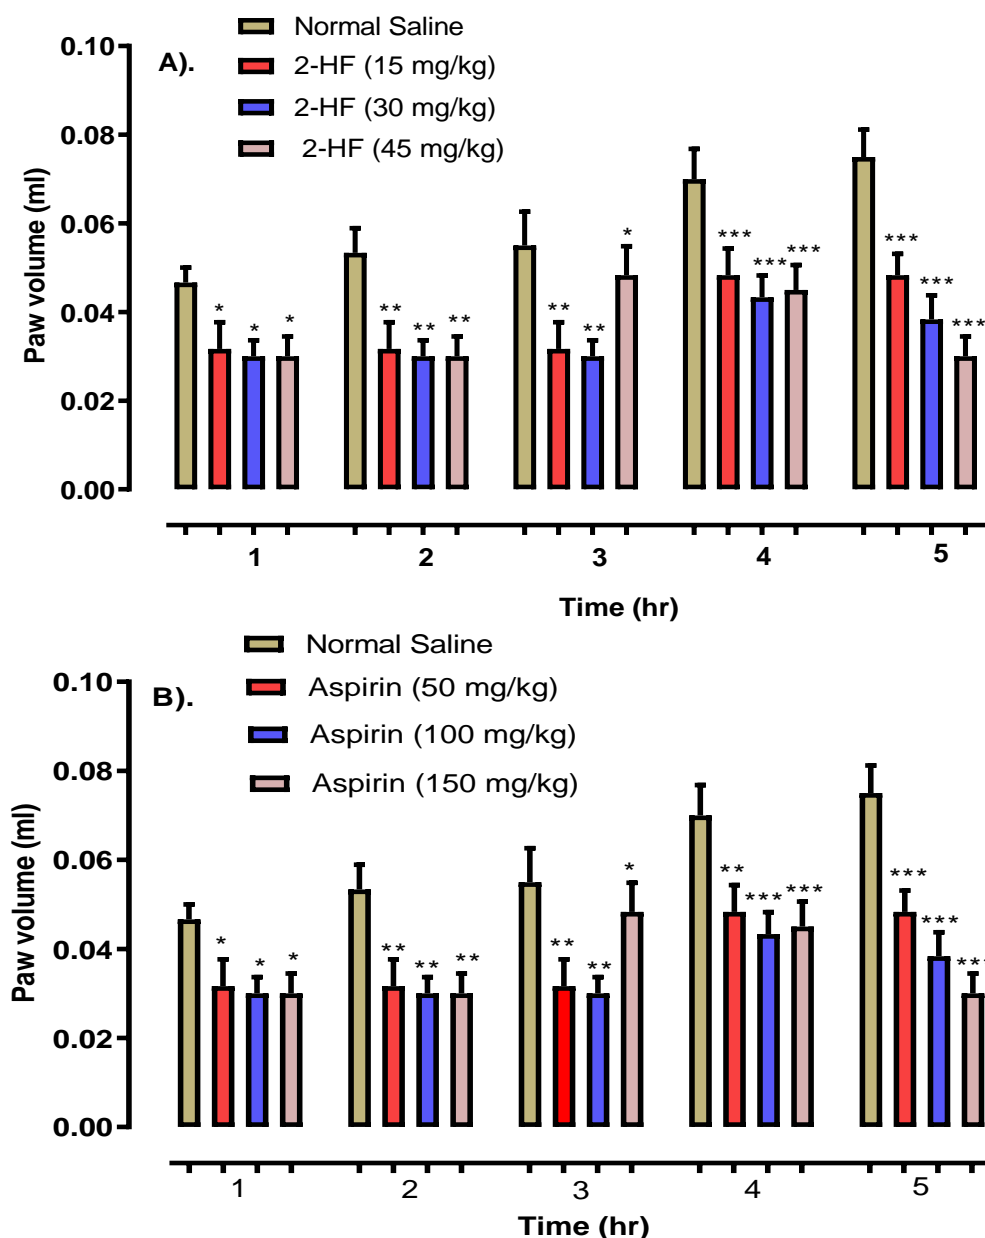 Normal Saline
A).
2-HF (15 mg/kg)
2-HF (30 mg/kg)
2-HF (45 mg/kg)
Paw volume (ml)
0.10
0.08
0.06
0.04
0.02
0.00
* * *
** ** **
** ** *
*** *** ***
*** *** ***
1 2 3 4 5
Time (hr)
Normal Saline
B).
Aspirin (50 mg/kg)
Aspirin (100 mg/kg)
Aspirin (150 mg/kg)
Paw volume (ml)
0.10
0.08
0.06
0.04
0.02
0.00
* * *
** ** **
** ** *
** *** ***
*** *** ***
1 2 3 4 5
Time (hr)